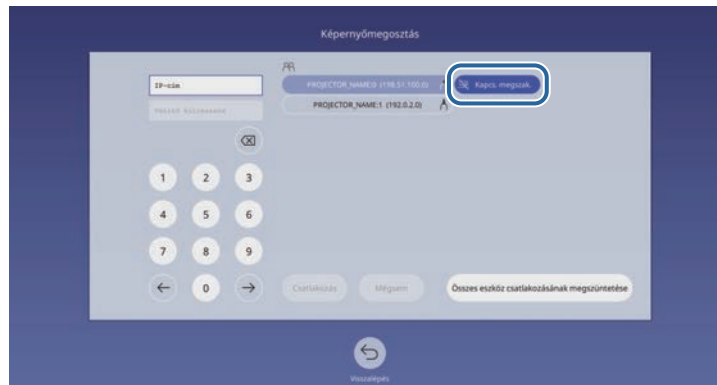 Képernyőmegosztás
IP-cím
PROJECTOR_NAME:0 (198.51.100.0)
Kapcs. megszak.
PROJECTOR_NAME:1 (192.0.2.0)
1 2 3
4 5 6
7 8 9
← 0 →
Csatlakozás
Mégsem
Összes eszköz csatlakozásának megszüntetése
Visszalépés